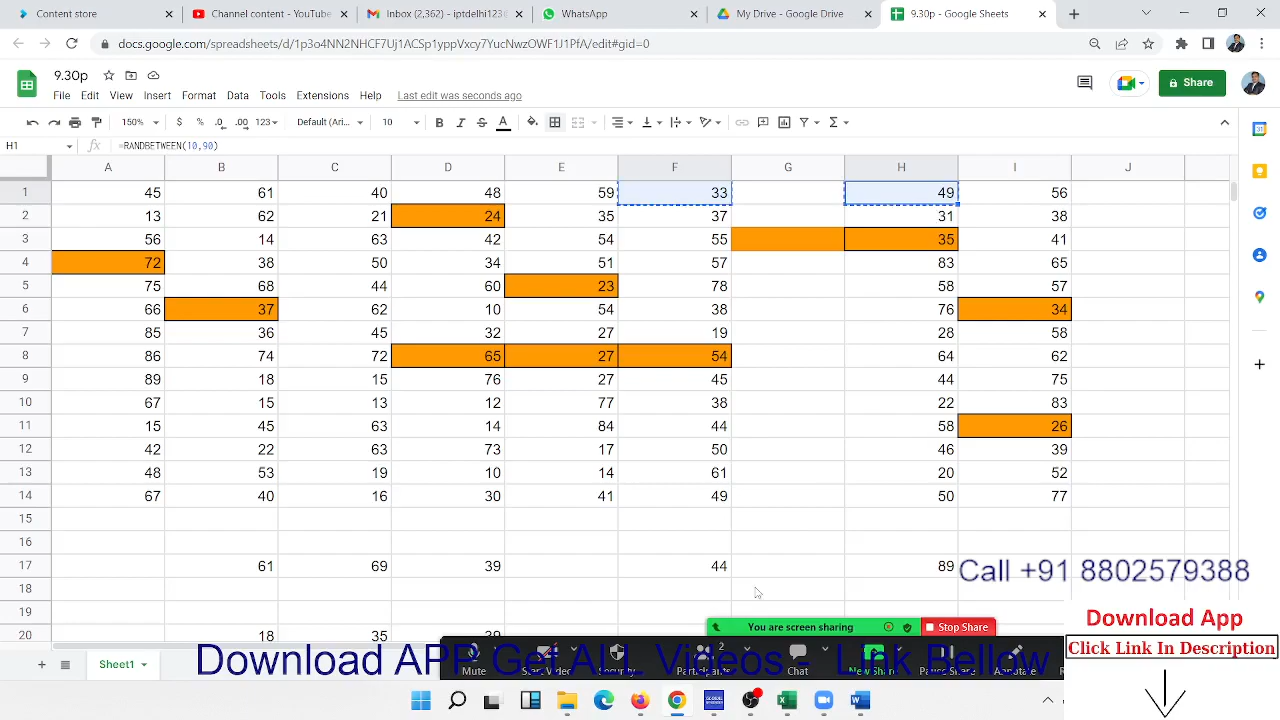 Content store
Content store - YouTube
Inbox (2,362) - iptdelhi123@
WhatsApp
My Drive - Google Drive
9.30p - Google Sheets
docs.google.com/spreadsheets/d/1p3o4NN2NHCF7Uj1ACSp1yppVxcy7YucNwzOWF1J1PfA/edit#gid=0
9.30p
File Edit View Insert Format Data Tools Extensions Help Last edit was seconds ago
Share
150% $ % .0 .00 123 Default (Ari... 10 B I S A
H1 fx =RANDBETWEEN(10,90)
A B C D E F G H I J
1 45 61 40 48 59 33 49 56
2 13 62 21 24 35 37 31 38
3 56 14 63 42 54 55 35 41
4 72 38 50 34 51 57 83 65
5 75 68 44 60 23 78 58 57
6 66 37 62 10 54 38 76 34
7 85 36 45 32 27 19 28 58
8 86 74 72 65 27 54 64 62
9 89 18 15 76 27 45 44 75
10 67 15 13 12 77 38 22 83
11 15 45 63 14 84 44 58 26
12 42 22 63 73 17 50 46 39
13 48 53 19 10 14 61 20 52
14 67 40 16 30 41 49 50 77
15
16
17 61 69 39 44 89
18
19
20 18 35 39
Call +91 8802579388
Download App
Click Link In Description
You are screen sharing Stop Share
Sheet1
Download APP Get ALL Videos - Link Bellow
Mute Chat New Share Annotate